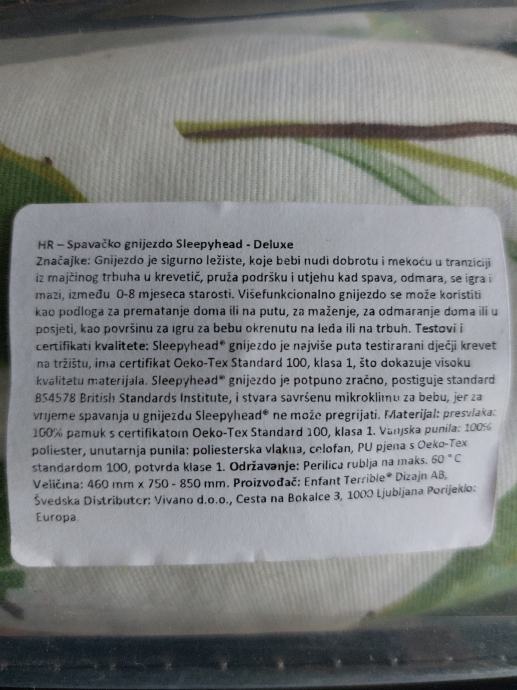 HR – Spavačko gnijezdo Sleepyhead - Deluxe
Značajke: Gnijezdo je sigurno ležiste, koje bebi nudi dobrotu i mekoću u tranziciji
iz majčinog trbuha u krevetič, pruža podršku i utjehu kad spava, odmara, se igra i
mazi, između 0-8 mjeseca starosti. Višefunkcionalno gnijezdo se može koristiti
kao podloga za prematanje doma ili na putu, za maženje, za odmaranje doma ili u
posjeti, kao površinu za igru za bebu okrenutu na leđa ili na trbuh. Testovi i
certifikati kvalitete: Sleepyhead® gnijezdo je najviše puta testirarani dječji krevet
na tržištu, ima certifikat Oeko-Tex Standard 100, klasa 1, što dokazuje visoku
kvalitetu materijala. Sleepyhead® gnijezdo je potpuno zračno, postiguje standard
BS4578 British Standards Institute, i stvara savršenu mikroklimu za bebu, jer za
vrijeme spavanja u gnijezdu Sleepyhead® ne može pregrijati. Materijal: presvlaka:
100% pamuk s certifikatom Oeko-Tex Standard 100, klasa 1. Vanjska punila: 100%
poliester, unutarnja punila: poliesterska vlakna, celofan, PU pjena s Oeko-Tex
standardom 100, potvrda klase 1. Održavanje: Perilica rublja na maks. 60 ° C
Veličina: 460 mm x 750 - 850 mm. Proizvođač: Enfant Terrible® Dizajn AB,
Švedska Distributer: Vivano d.o.o., Cesta na Bokalce 3, 1000 Ljubljana Porijeklo:
Europa